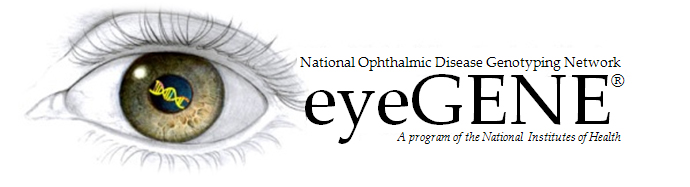 National Ophthalmic Disease Genotyping Network
eyeGENE®
A program of the National Institutes of Health